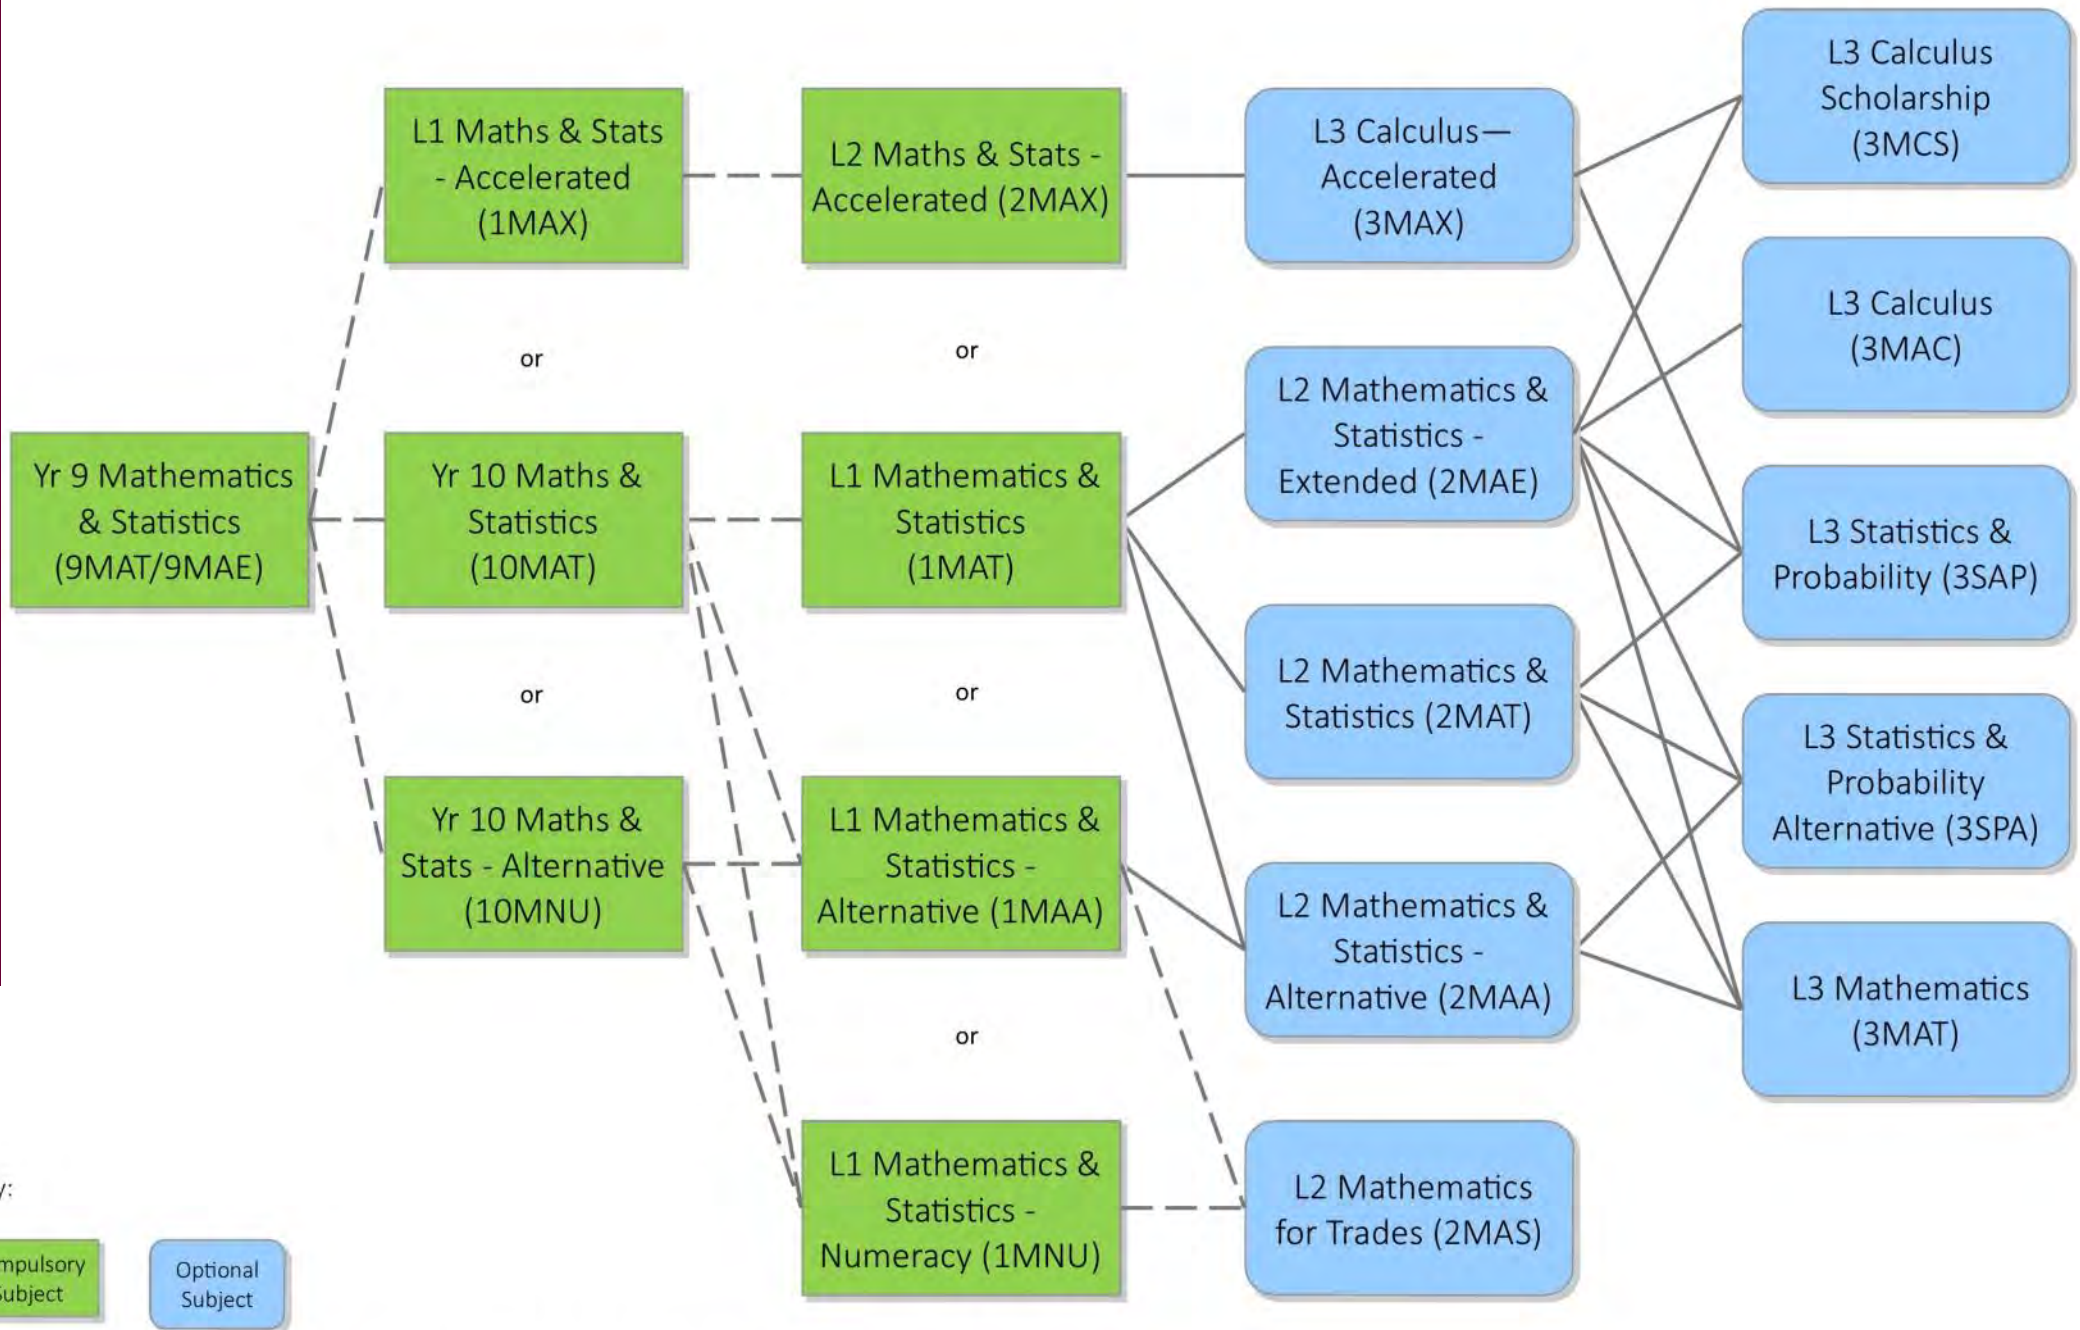 L1 Maths & Stats
- Accelerated
(1MAX)
L2 Maths & Stats -
Accelerated (2MAX)
L3 Calculus—
Accelerated
(3MAX)
L3 Calculus
Scholarship
(3MCS)
or
or
L3 Calculus
(3MAC)
Yr 9 Mathematics
& Statistics
(9MAT/9MAE)
Yr 10 Maths &
Statistics
(10MAT)
L1 Mathematics &
Statistics
(1MAT)
L2 Mathematics &
Statistics -
Extended (2MAE)
L3 Statistics &
Probability (3SAP)
or
or
L2 Mathematics &
Statistics (2MAT)
L3 Statistics &
Probability
Alternative (3SPA)
Yr 10 Maths &
Stats - Alternative
(10MNU)
L1 Mathematics &
Statistics -
Alternative (1MAA)
L2 Mathematics &
Statistics -
Alternative (2MAA)
L3 Mathematics
(3MAT)
or
L1 Mathematics &
Statistics -
Numeracy (1MNU)
L2 Mathematics
for Trades (2MAS)
y:
mpulsory
Subject
Optional
Subject